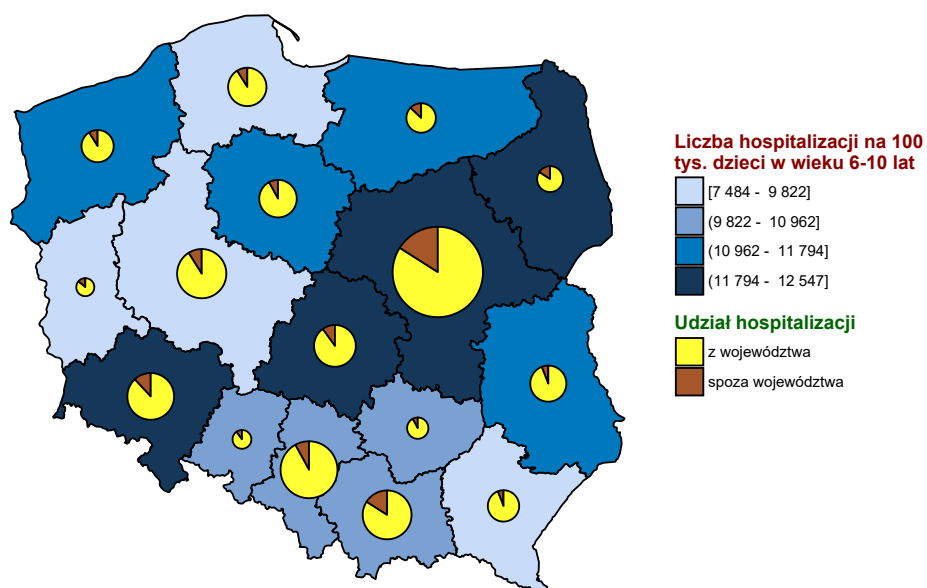 Liczba hospitalizacji na 100
tys. dzieci w wieku 6-10 lat
[7 484 - 9 822]
(9 822 - 10 962]
(10 962 - 11 794]
(11 794 - 12 547]
Udział hospitalizacji
z województwa
spoza województwa